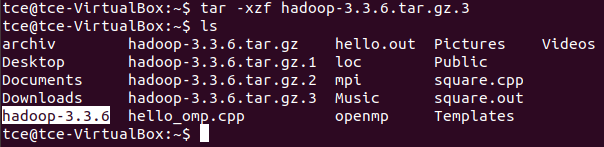 tce@tce-VirtualBox:~$ tar -xzf hadoop-3.3.6.tar.gz.3
tce@tce-VirtualBox:~$ ls
archiv hadoop-3.3.6.tar.gz hello.out Pictures Videos
Desktop hadoop-3.3.6.tar.gz.1 loc Public
Documents hadoop-3.3.6.tar.gz.2 mpi square.cpp
Downloads hadoop-3.3.6.tar.gz.3 Music square.out
hadoop-3.3.6 hello_omp.cpp openmp Templates
tce@tce-VirtualBox:~$